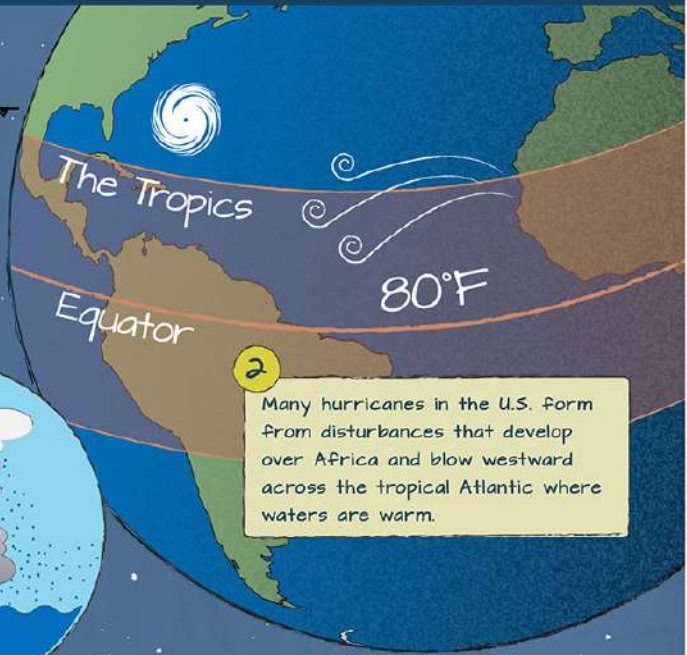 The Tropics
80°F
Equator
2
Many hurricanes in the U.S. form
from disturbances that develop
over Africa and blow westward
across the tropical Atlantic where
waters are warm.